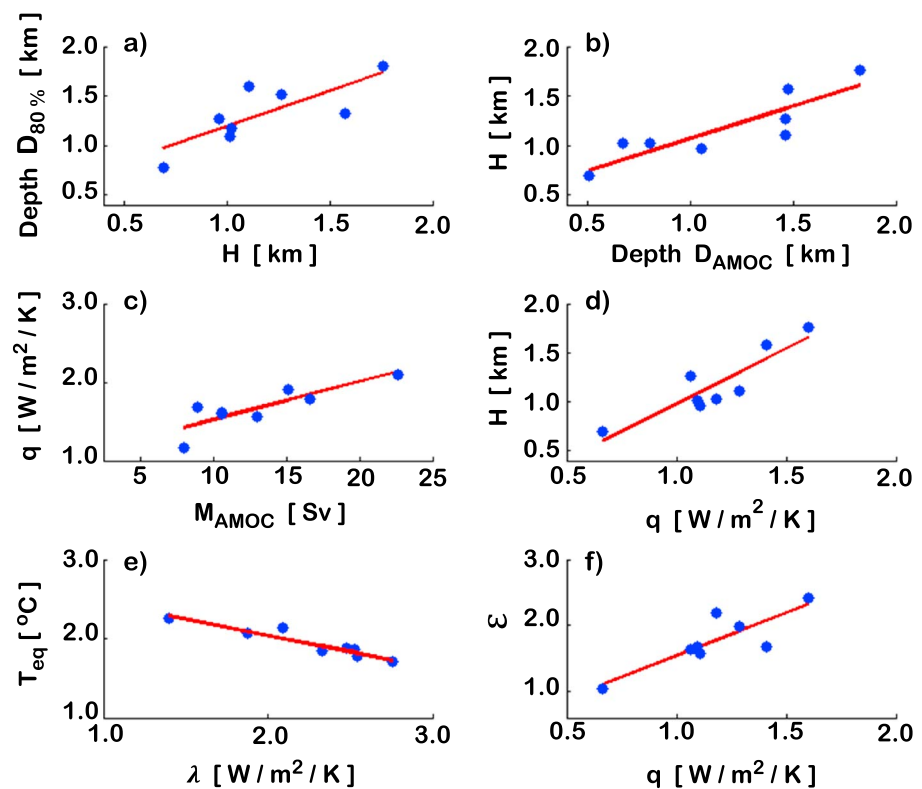 a)
Depth D80 % [ km ]
2.0
1.5
1.0
0.5
0.5 1.0 1.5 2.0
H [ km ]
b)
H [ km ]
2.0
1.5
1.0
0.5
0.5 1.0 1.5 2.0
Depth DAMOC [ km ]
c)
q [ W / m2 / K ]
3.0
2.0
1.0
5 10 15 20 25
MAMOC [ Sv ]
d)
H [ km ]
2.0
1.5
1.0
0.5
0.5 1.0 1.5 2.0
q [ W / m2 / K ]
e)
Teq [ oC ]
3.0
2.0
1.0
1.0 2.0 3.0
λ [ W / m2 / K ]
f)
ε
3.0
2.0
1.0
0.5 1.0 1.5 2.0
q [ W / m2 / K ]